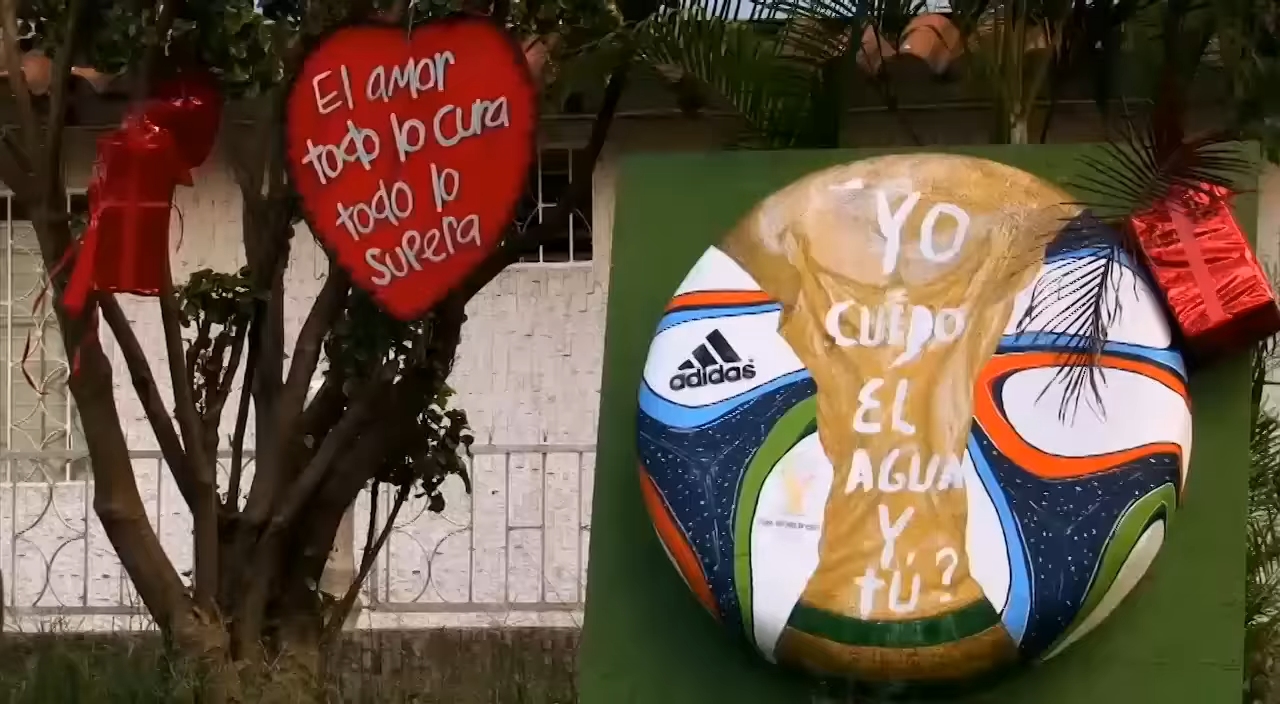 El amor
todo lo cura
todo lo
supera
YO
CUIDO
EL
AGUA
Y
tú?
adidas